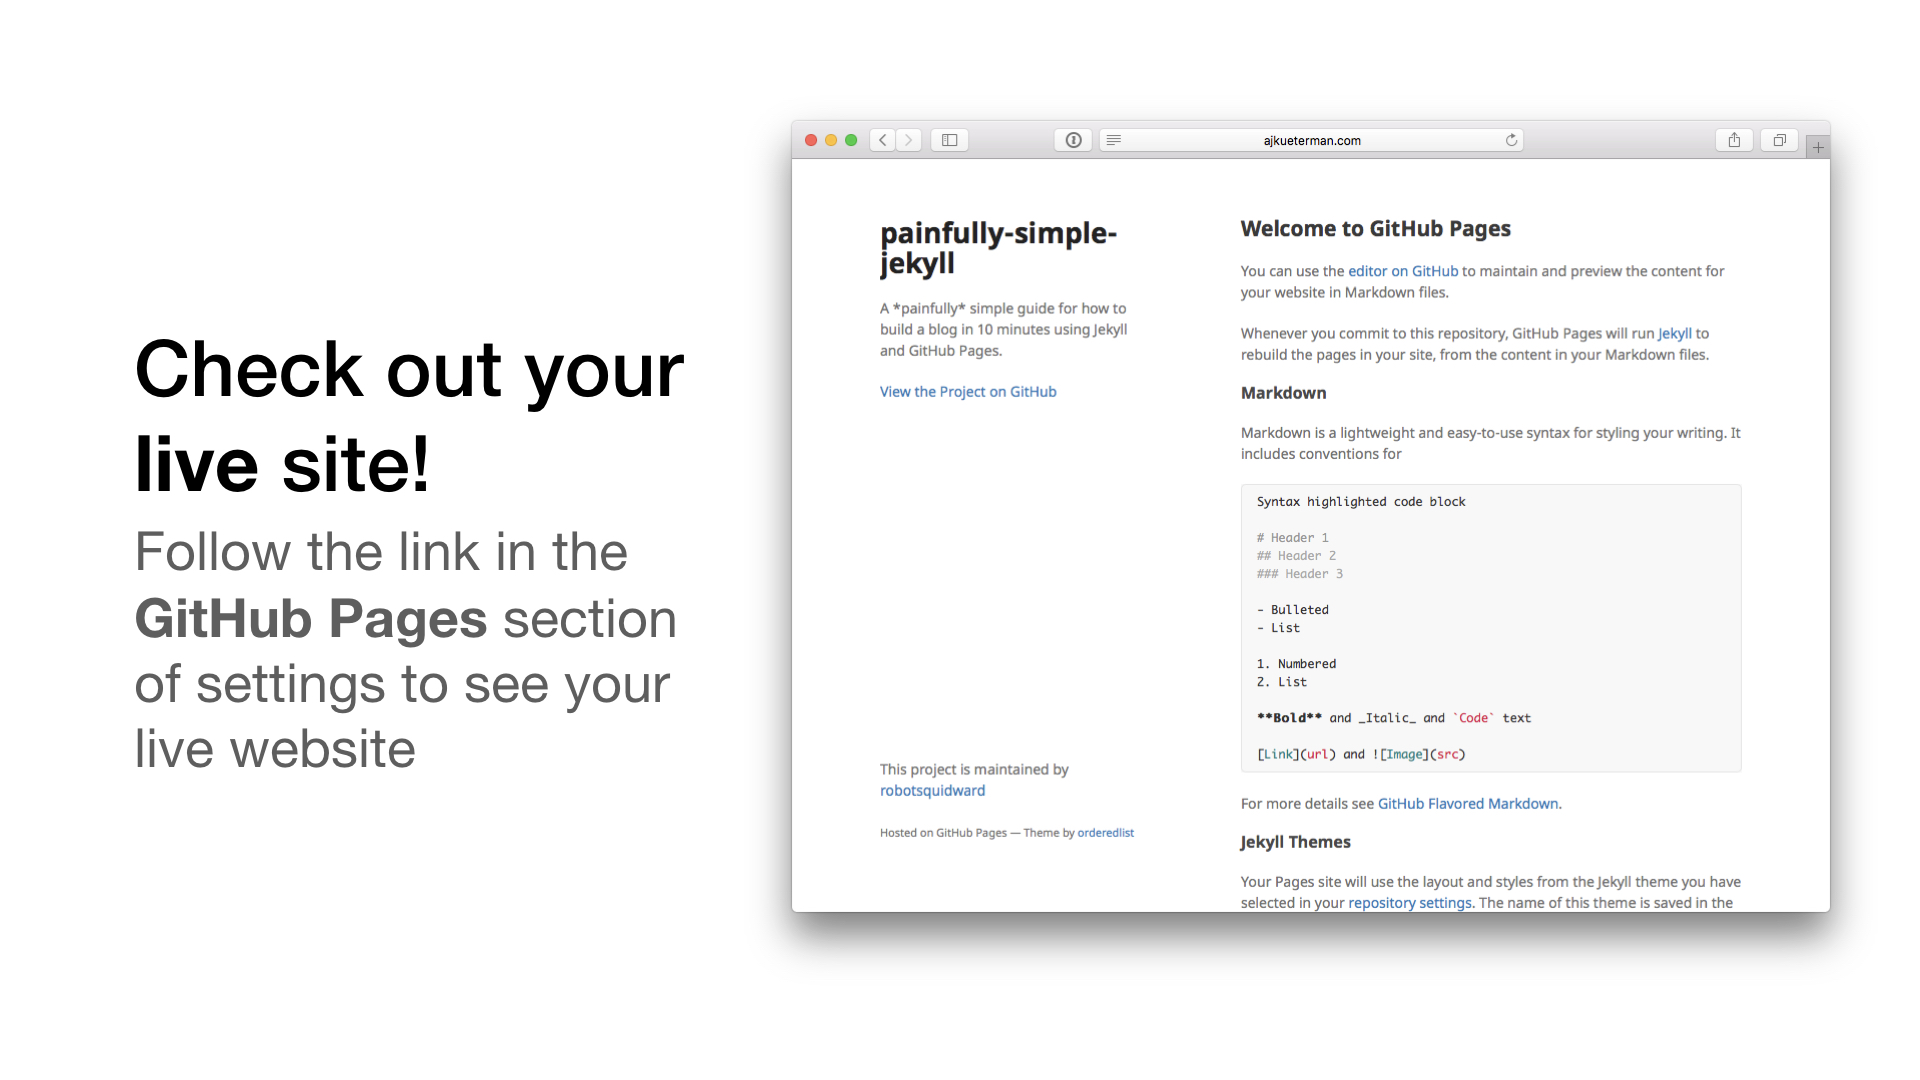 Check out your
live site!
Follow the link in the
GitHub Pages section
of settings to see your
live website
ajkueterman.com
painfully-simple-
jekyll
A *painfully* simple guide for how to
build a blog in 10 minutes using Jekyll
and GitHub Pages.
View the Project on GitHub
This project is maintained by
robotsquidward
Hosted on GitHub Pages — Theme by orderedlist
Welcome to GitHub Pages
You can use the editor on GitHub to maintain and preview the content for
your website in Markdown files.
Whenever you commit to this repository, GitHub Pages will run Jekyll to
rebuild the pages in your site, from the content in your Markdown files.
Markdown
Markdown is a lightweight and easy-to-use syntax for styling your writing. It
includes conventions for
Syntax highlighted code block
# Header 1
## Header 2
### Header 3
- Bulleted
- List
1. Numbered
2. List
**Bold** and _Italic_ and `Code` text
[Link](url) and ![Image](src)
For more details see GitHub Flavored Markdown.
Jekyll Themes
Your Pages site will use the layout and styles from the Jekyll theme you have
selected in your repository settings. The name of this theme is saved in the